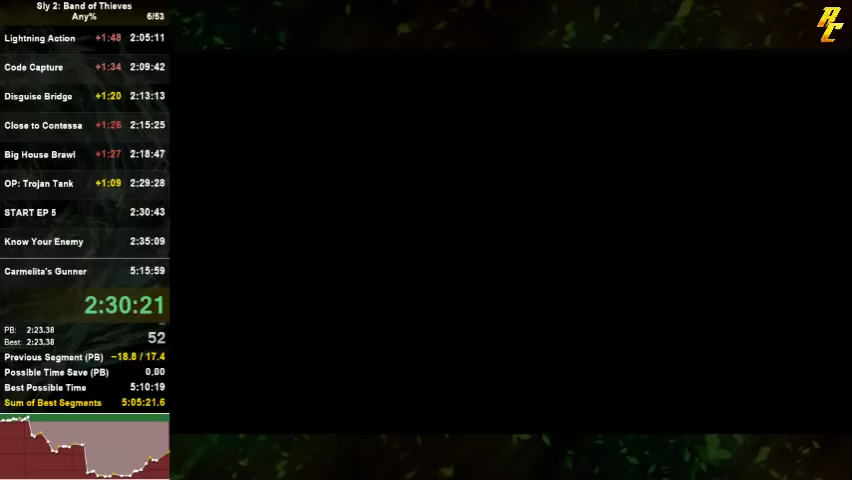 Sly 2: Band of Thieves
Any% 6/53
Lightning Action +1:48 2:05:11
Code Capture +1:34 2:09:42
Disguise Bridge +1:20 2:13:13
Close to Contessa +1:26 2:15:25
Big House Brawl +1:27 2:18:47
OP: Trojan Tank +1:09 2:29:28
START EP 5 2:30:43
Know Your Enemy 2:35:09
Carmelita's Gunner 5:15:59
2:30:21
PB: 2:23.38
Best: 2:23.38
52
Previous Segment (PB) −18.8 / 17.4
Possible Time Save (PB) 0.00
Best Possible Time 5:10:19
Sum of Best Segments 5:05:21.6